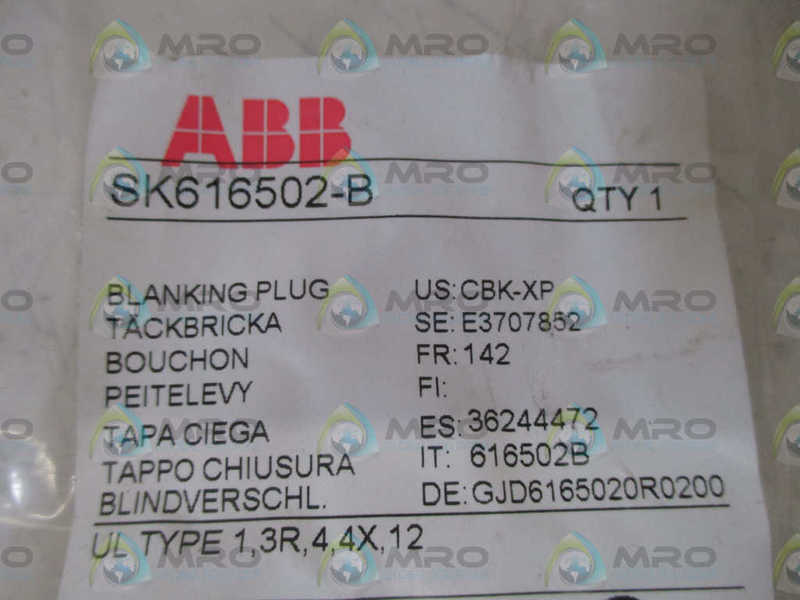 ABB
SK616502-B QTY 1
BLANKING PLUG US: CBK-XP
TÄCKBRICKA SE: E3707852
BOUCHON FR: 142
PEITELEVY FI:
TAPA CIEGA ES: 36244472
TAPPO CHIUSURA IT: 616502B
BLINDVERSCHL. DE: GJD6165020R0200
UL TYPE 1,3R,4,4X,12
MRO